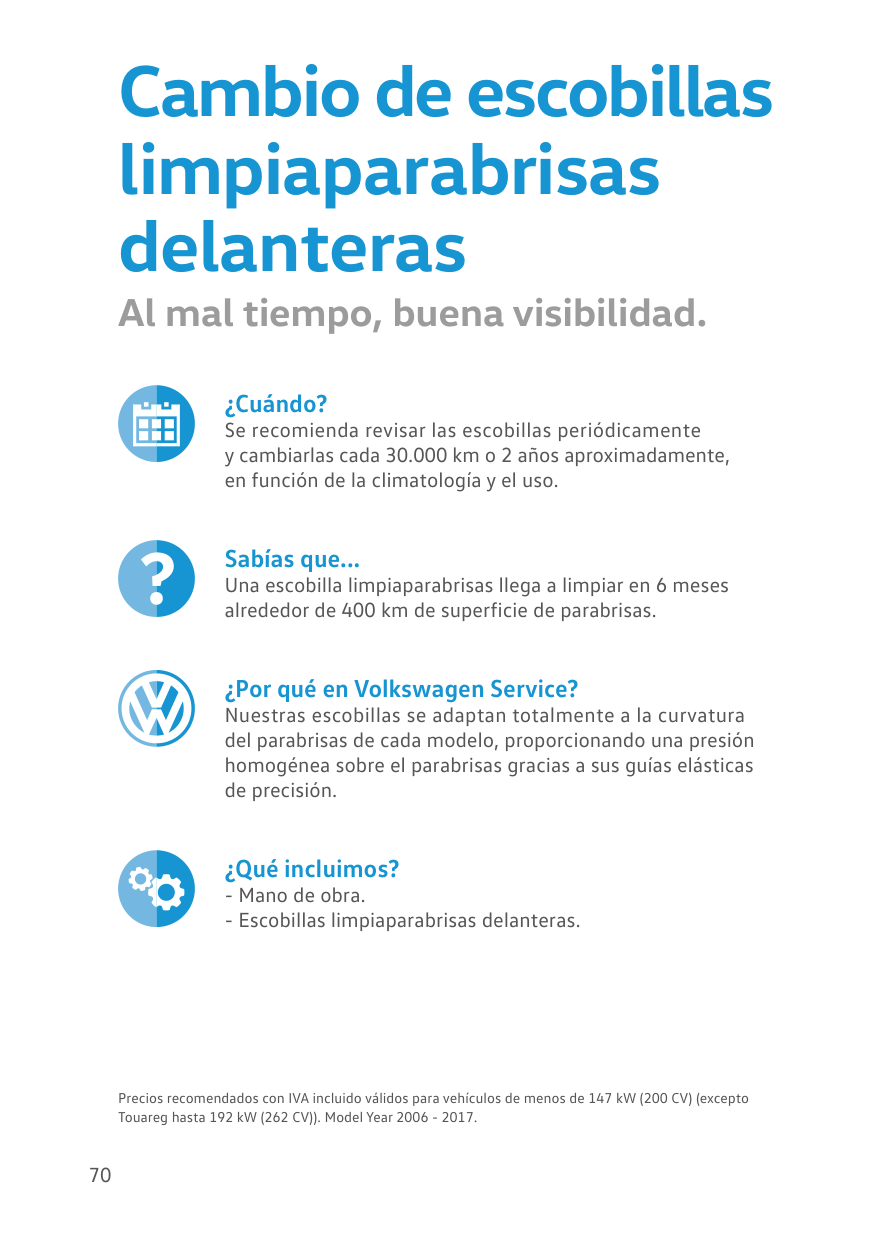 Cambio de escobillas
limpiaparabrisas
delanteras
Al mal tiempo, buena visibilidad.
¿Cuándo?
Se recomienda revisar las escobillas periódicamente
y cambiarlas cada 30.000 km o 2 años aproximadamente,
en función de la climatología y el uso.
Sabías que...
Una escobilla limpiaparabrisas llega a limpiar en 6 meses
alrededor de 400 km de superficie de parabrisas.
¿Por qué en Volkswagen Service?
Nuestras escobillas se adaptan totalmente a la curvatura
del parabrisas de cada modelo, proporcionando una presión
homogénea sobre el parabrisas gracias a sus guías elásticas
de precisión.
¿Qué incluimos?
- Mano de obra.
- Escobillas limpiaparabrisas delanteras.
Precios recomendados con IVA incluido válidos para vehículos de menos de 147 kW (200 CV) (excepto
Touareg hasta 192 kW (262 CV)). Model Year 2006 - 2017.
70